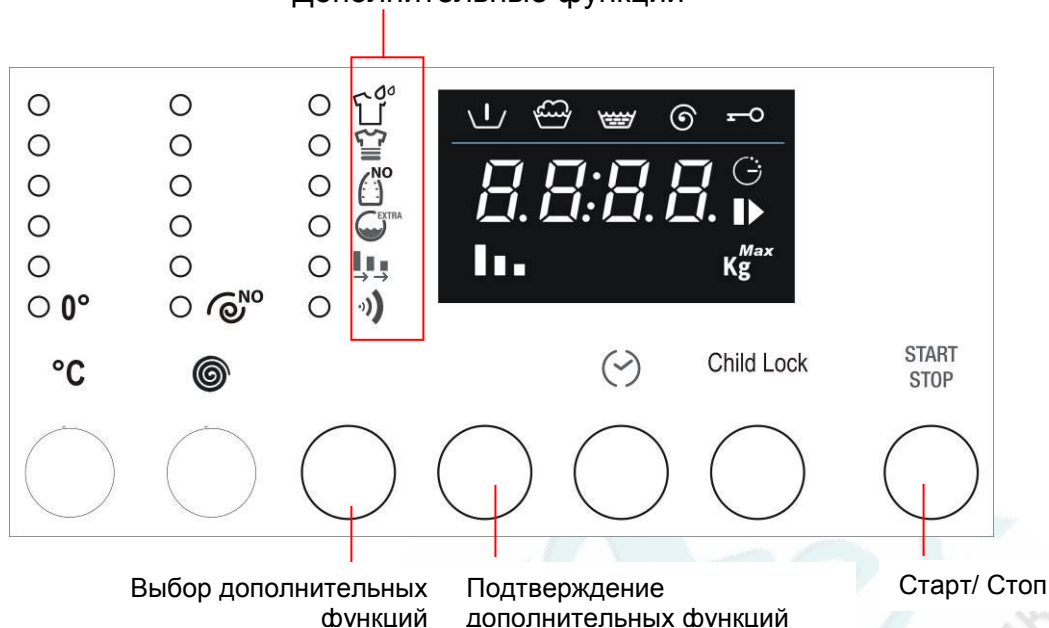 Дополнительные функции
NO
EXTRA
8.8:8.8.
Max
Kg
0°
NO
°C
Child Lock
START
STOP
Выбор дополнительных
функций
Подтверждение
дополнительных функций
Старт/ Стоп